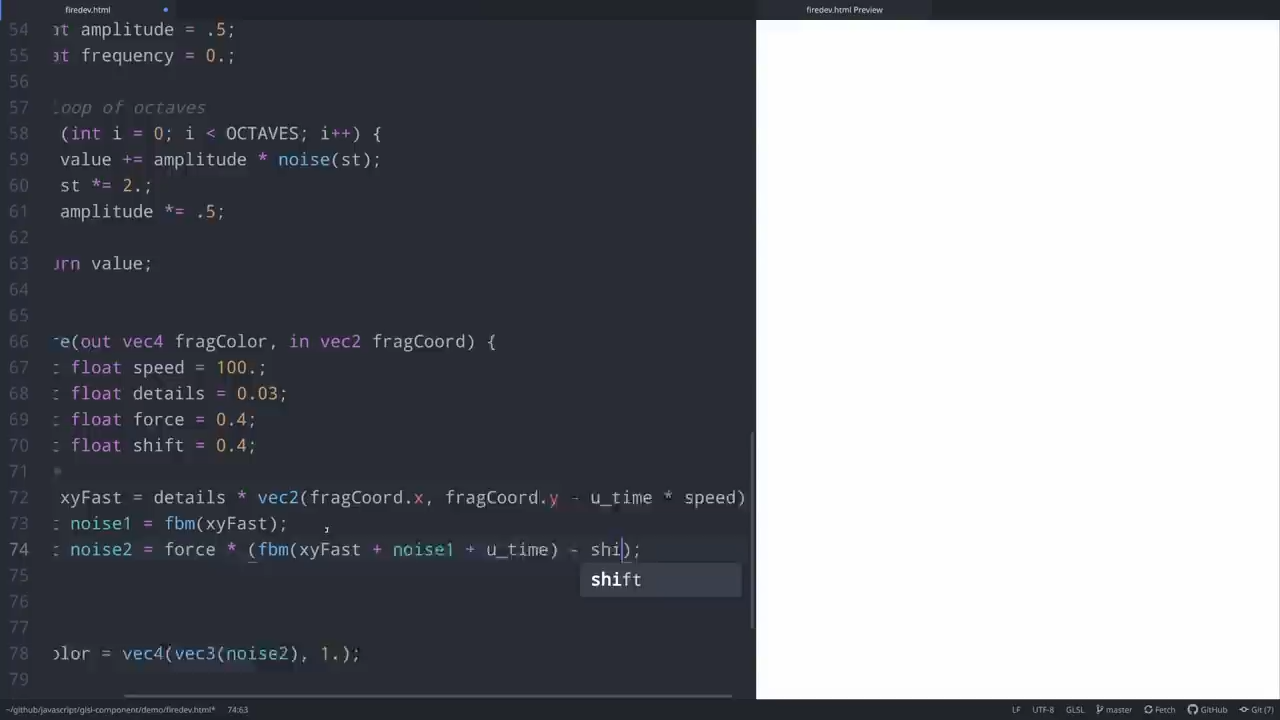 firedev.html
firedev.html Preview
54 at amplitude = .5;
55 at frequency = 0.;
56
57 Loop of octaves
58 (int i = 0; i < OCTAVES; i++) {
59 value += amplitude * noise(st);
60 st *= 2.;
61 amplitude *= .5;
62
63 urn value;
64
65
66 re(out vec4 fragColor, in vec2 fragCoord) {
67 t float speed = 100.;
68 t float details = 0.03;
69 t float force = 0.4;
70 t float shift = 0.4;
71
72 xyFast = details * vec2(fragCoord.x, fragCoord.y - u_time * speed)
73 t noise1 = fbm(xyFast);
74 t noise2 = force * (fbm(xyFast + noise1 + u_time) - shi);
shift
75
76
77
78 olor = vec4(vec3(noise2), 1.);
79
~/github/javascript/glsl-component/demo/firedev.html* 74:63 LF UTF-8 GLSL master Fetch GitHub Git (7)